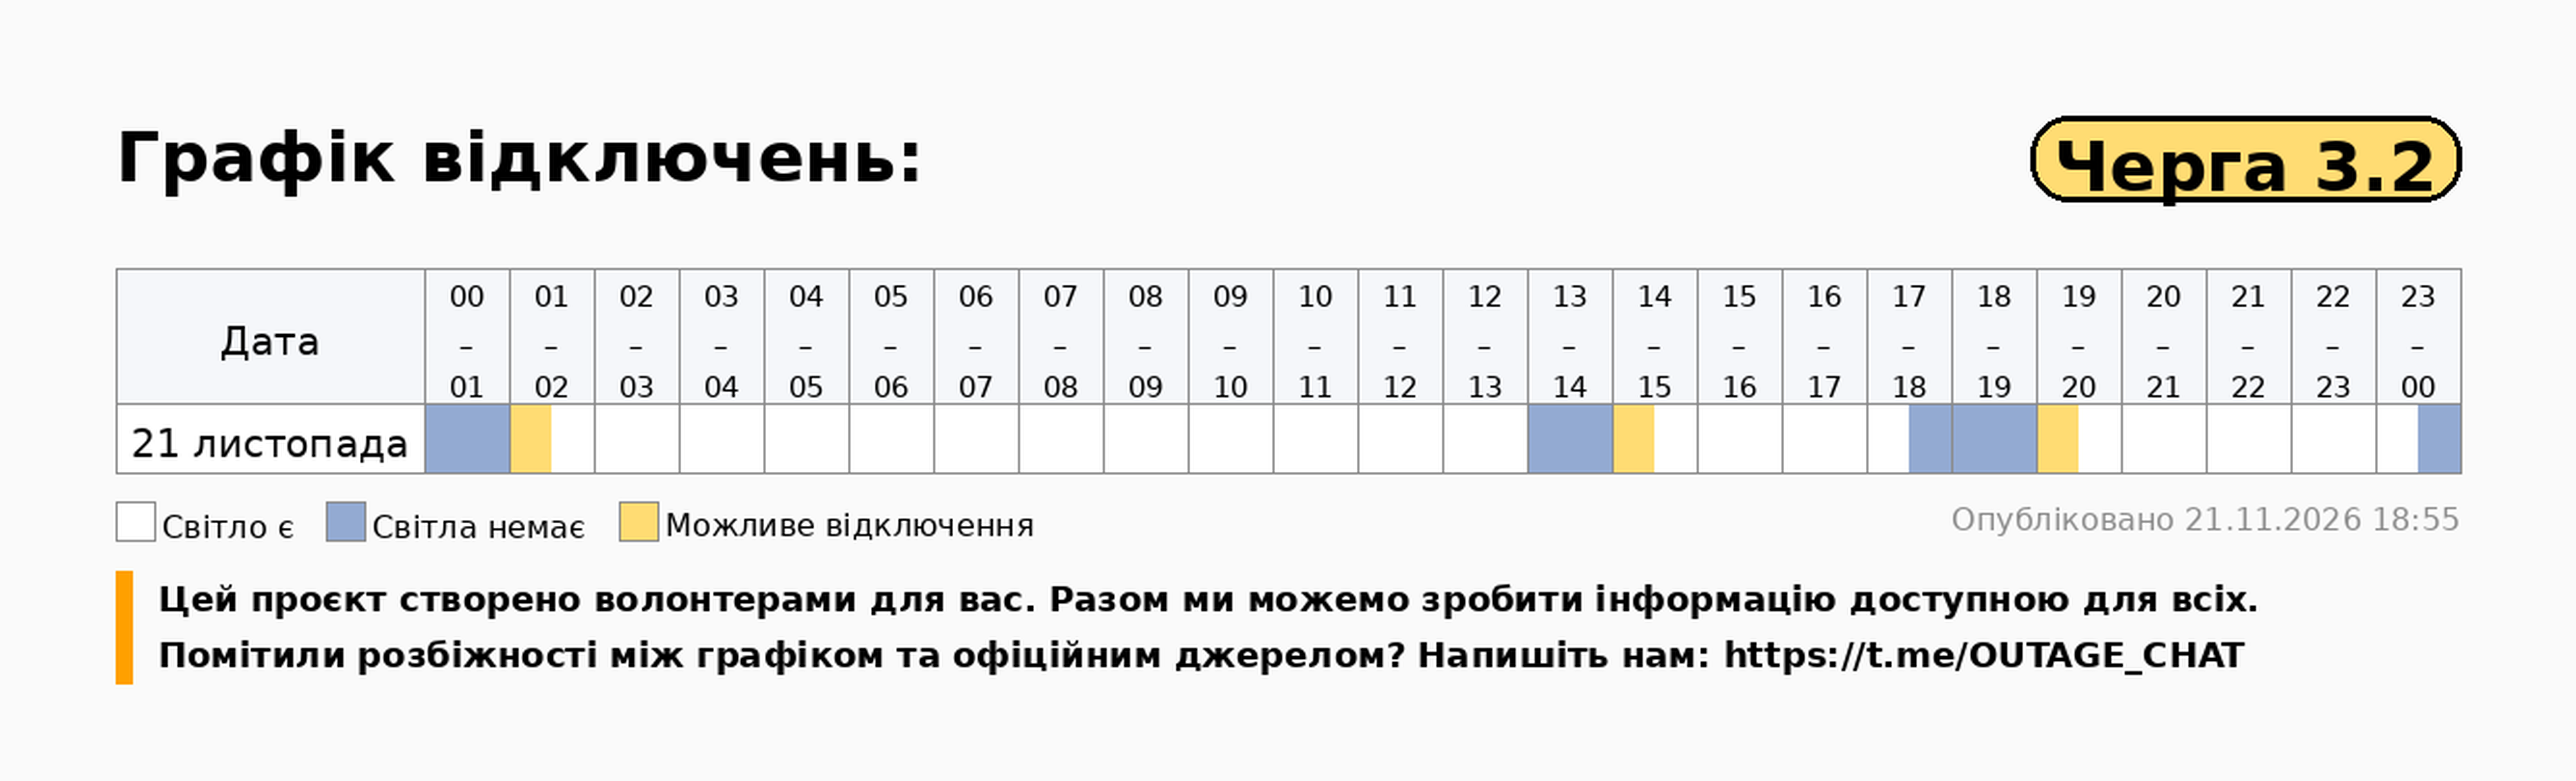 Графік відключень:
Черга 3.2
Дата 00 – 01 01 – 02 02 – 03 03 – 04 04 – 05 05 – 06 06 – 07 07 – 08 08 – 09 09 – 10 10 – 11 11 – 12 12 – 13 13 – 14 14 – 15 15 – 16 16 – 17 17 – 18 18 – 19 19 – 20 20 – 21 21 – 22 22 – 23 23 – 00
21 листопада
Світло є Світла немає Можливе відключення
Опубліковано 21.11.2026 18:55
Цей проєкт створено волонтерами для вас. Разом ми можемо зробити інформацію доступною для всіх.
Помітили розбіжності між графіком та офіційним джерелом? Напишіть нам: https://t.me/OUTAGE_CHAT